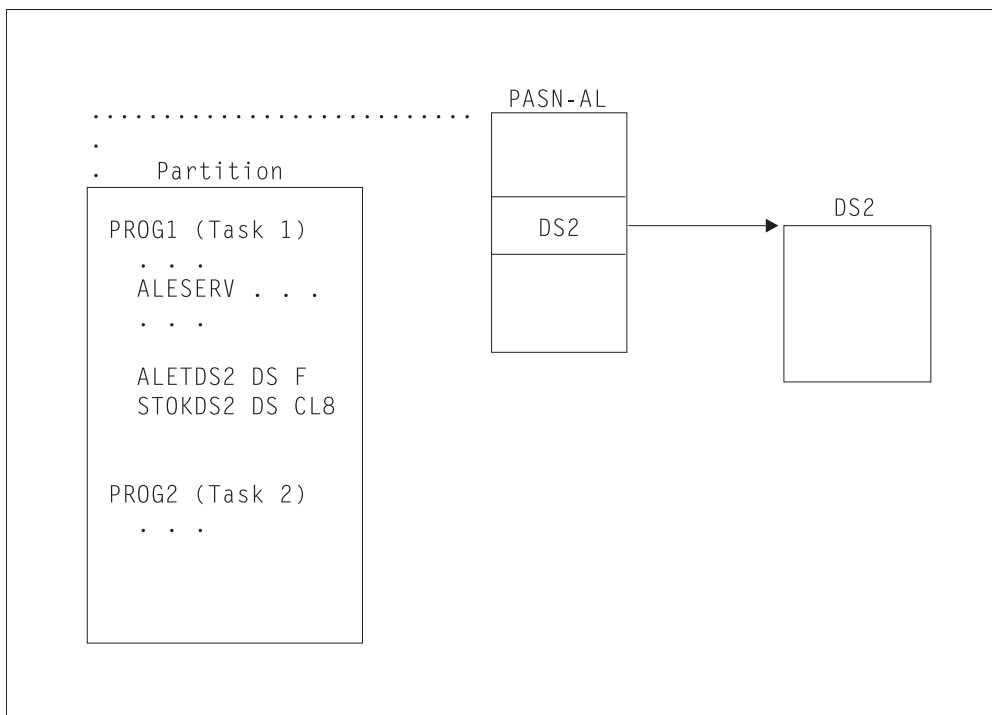 PASN-AL
Partition
PROG1 (Task 1)
. . .
ALESERV . . .
. . .
ALETDS2 DS F
STOKDS2 DS CL8
PROG2 (Task 2)
. . .
DS2
DS2